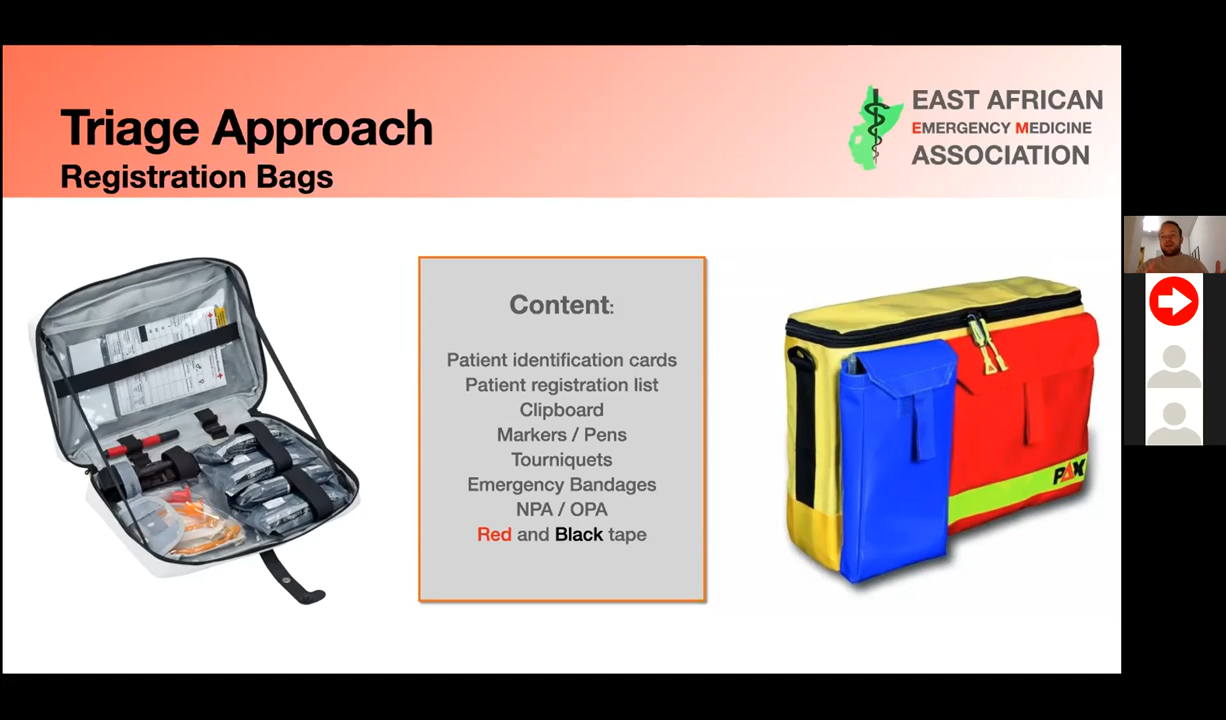 Triage Approach
Registration Bags
EAST AFRICAN
EMERGENCY MEDICINE
ASSOCIATION
Content:
Patient identification cards
Patient registration list
Clipboard
Markers / Pens
Tourniquets
Emergency Bandages
NPA / OPA
Red and Black tape
PAX